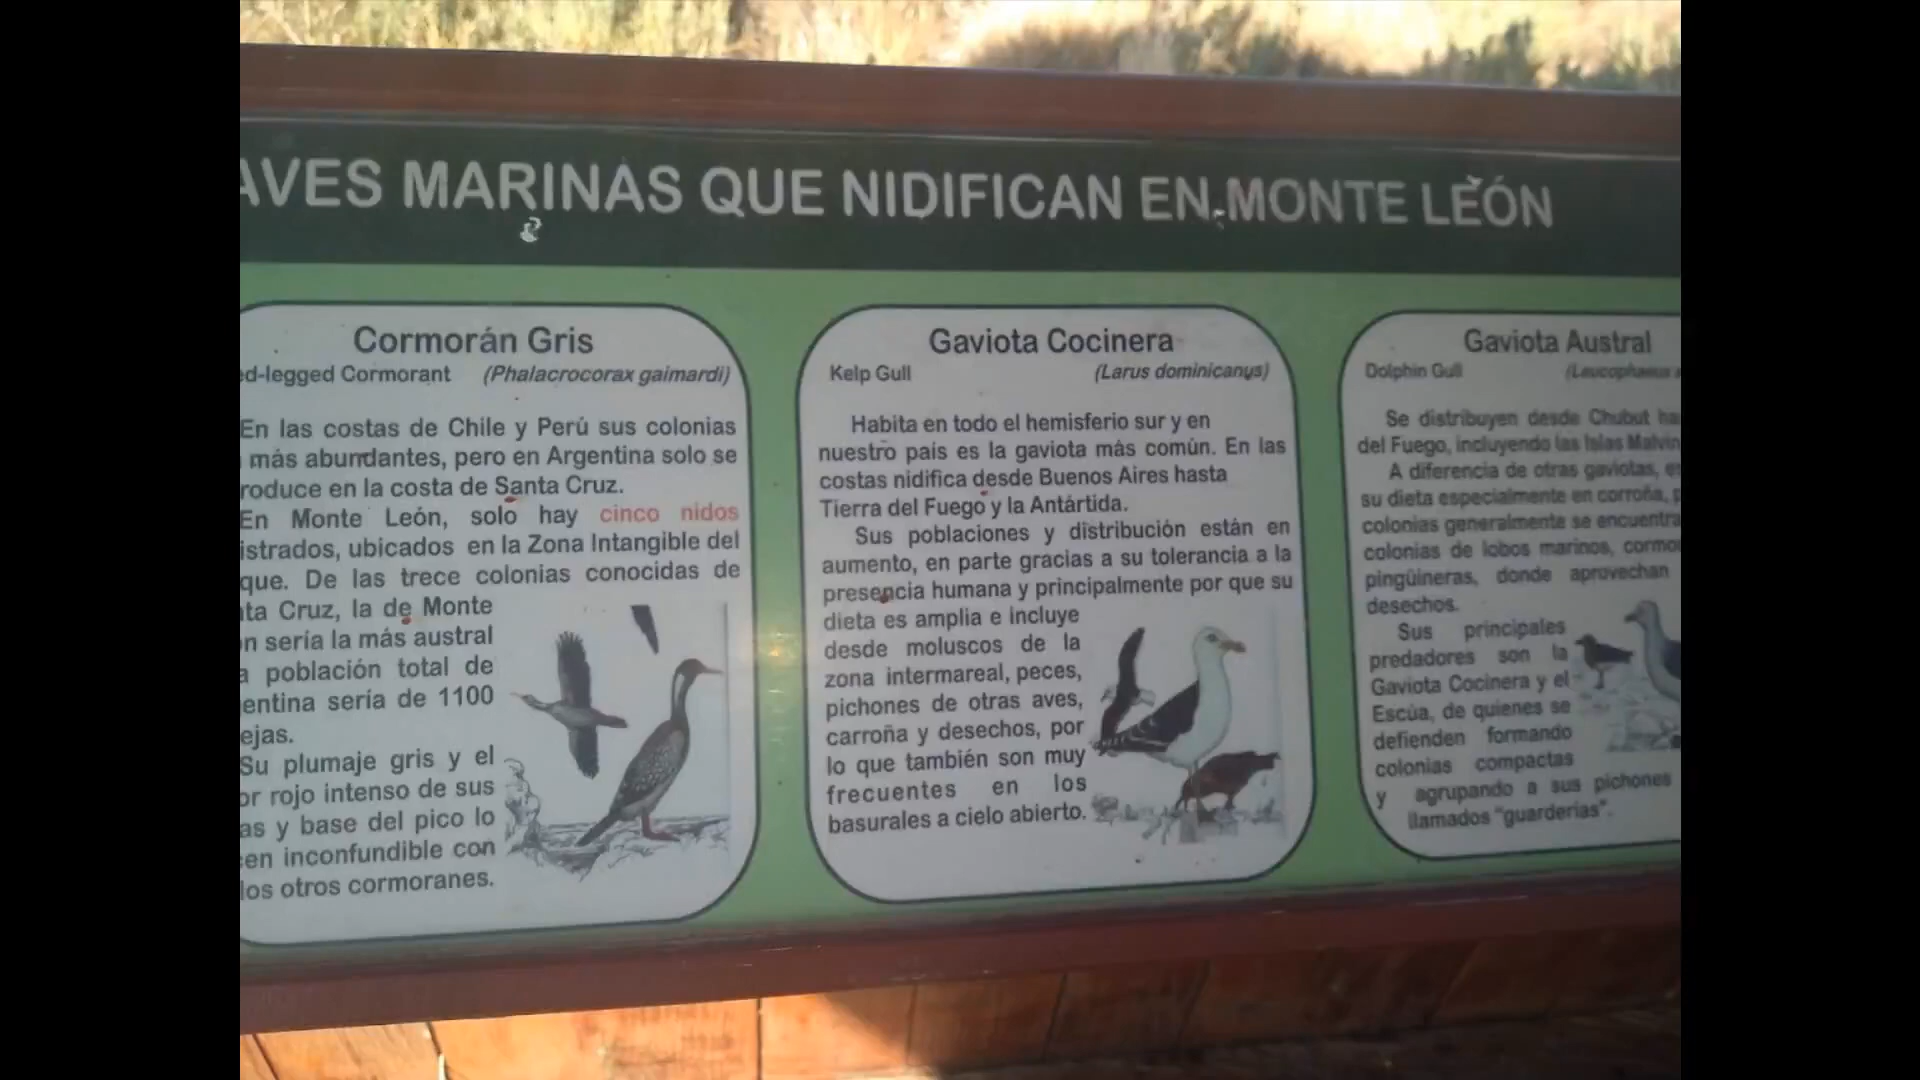 AVES MARINAS QUE NIDIFICAN EN MONTE LEÓN
Cormorán Gris
ed-legged Cormorant (Phalacrocorax gaimardi)
En las costas de Chile y Perú sus colonias
más abundantes, pero en Argentina solo se
roduce en la costa de Santa Cruz.
En Monte León, solo hay cinco nidos
istrados, ubicados en la Zona Intangible del
que. De las trece colonias conocidas de
ta Cruz, la de Monte
n sería la más austral
a población total de
entina sería de 1100
ejas.
Su plumaje gris y el
or rojo intenso de sus
as y base del pico lo
en inconfundible con
los otros cormoranes.
Gaviota Cocinera
Kelp Gull (Larus dominicanys)
Habita en todo el hemisferio sur y en
nuestro país es la gaviota más común. En las
costas nidifica desde Buenos Aires hasta
Tierra del Fuego y la Antártida.
Sus poblaciones y distribución están en
aumento, en parte gracias a su tolerancia a la
presencia humana y principalmente por que su
dieta es amplia e incluye
desde moluscos de la
zona intermareal, peces,
pichones de otras aves,
carroña y desechos, por
lo que también son muy
frecuentes en los
basurales a cielo abierto.
Gaviota Austral
Dolphin Gull (Leucophaeus s
Se distribuyen desde Chubut ha
del Fuego, incluyendo las Islas Malvin
A diferencia de otras gaviotas, e
su dieta especialmente en corroña, p
colonias generalmente se encuentra
colonias de lobos marinos, cormo
pingüineras, donde aprovechan
desechos.
Sus principales
predadores son la
Gaviota Cocinera y el
Escúa, de quienes se
defienden formando
colonias compactas
y agrupando a sus pichones
llamados "guarderías".